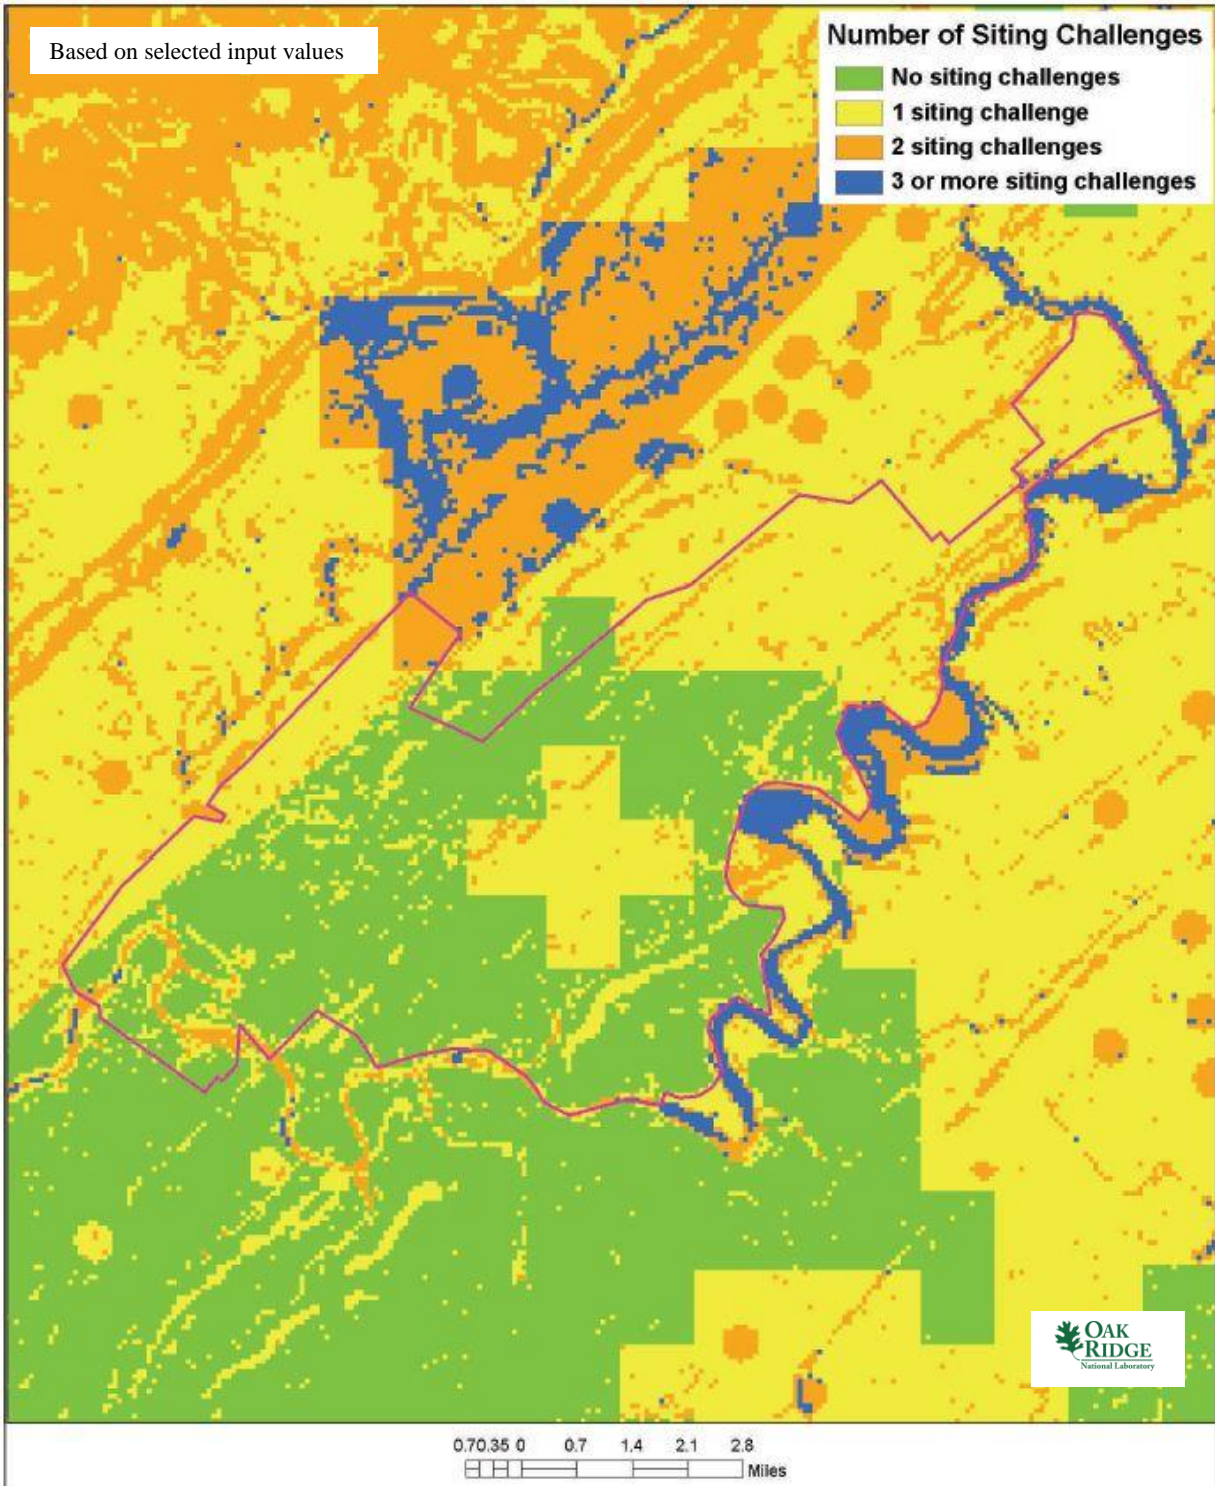 Based on selected input values
Number of Siting Challenges
No siting challenges
1 siting challenge
2 siting challenges
3 or more siting challenges
OAK
RIDGE
National Laboratory
0.7 0.35 0 0.7 1.4 2.1 2.8
Miles